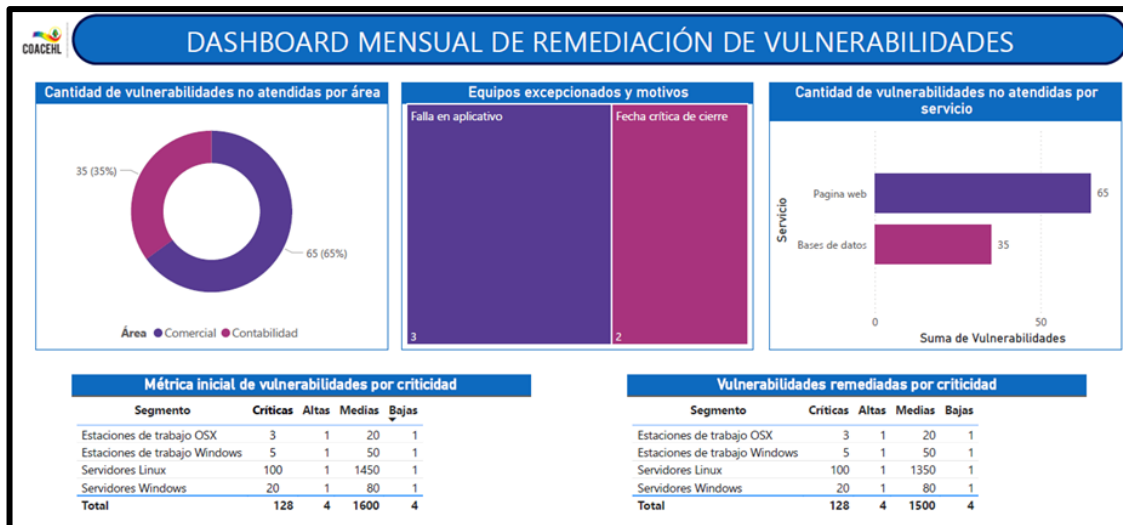 COACEHL
DASHBOARD MENSUAL DE REMEDIACIÓN DE VULNERABILIDADES
Cantidad de vulnerabilidades no atendidas por área
35 (35%)
65 (65%)
Área Comercial Contabilidad
Equipos excepcionados y motivos
Falla en aplicativo
Fecha crítica de cierre
3
2
Cantidad de vulnerabilidades no atendidas por
servicio
Servicio
Pagina web
65
Bases de datos
35
0
50
Suma de Vulnerabilidades
Métrica inicial de vulnerabilidades por criticidad
Segmento Críticas Altas Medias Bajas
Estaciones de trabajo OSX 3 1 20 1
Estaciones de trabajo Windows 5 1 50 1
Servidores Linux 100 1 1450 1
Servidores Windows 20 1 80 1
Total 128 4 1600 4
Vulnerabilidades remediadas por criticidad
Segmento Críticas Altas Medias Bajas
Estaciones de trabajo OSX 3 1 20 1
Estaciones de trabajo Windows 5 1 50 1
Servidores Linux 100 1 1350 1
Servidores Windows 20 1 80 1
Total 128 4 1500 4